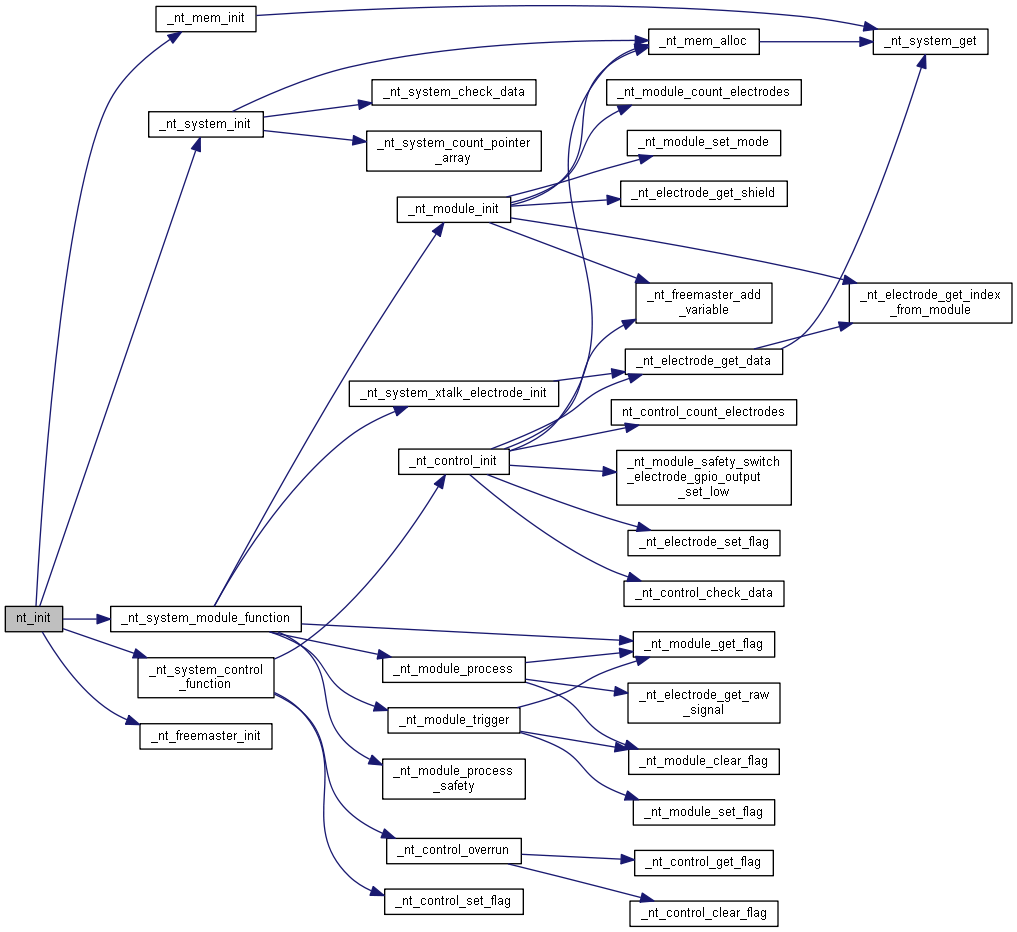 _nt_mem_init
_nt_mem_alloc
_nt_system_get
_nt_system_check_data
_nt_module_count_electrodes
_nt_system_init
_nt_system_count_pointer
_array
_nt_module_set_mode
_nt_electrode_get_shield
_nt_module_init
_nt_freemaster_add
_variable
_nt_electrode_get_index
_from_module
_nt_electrode_get_data
_nt_system_xtalk_electrode_init
nt_control_count_electrodes
_nt_control_init
_nt_module_safety_switch
_electrode_gpio_output
_set_low
_nt_electrode_set_flag
_nt_control_check_data
nt_init
_nt_system_module_function
_nt_module_get_flag
_nt_system_control
_function
_nt_module_process
_nt_electrode_get_raw
_signal
_nt_module_trigger
_nt_freemaster_init
_nt_module_clear_flag
_nt_module_process
_safety
_nt_module_set_flag
_nt_control_overrun
_nt_control_get_flag
_nt_control_set_flag
_nt_control_clear_flag